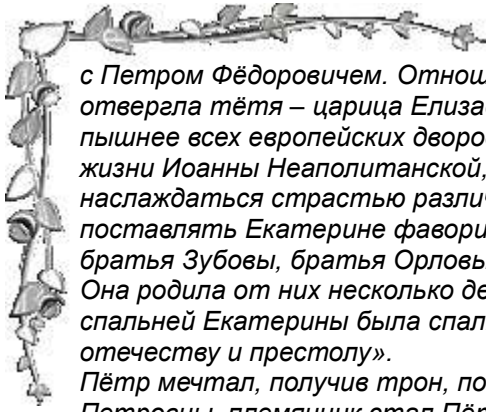 с Петром Фёдоровичем. Отнош
отвергла тётя – царица Елиза
пышнее всех европейских дворо
жизни Иоанны Неаполитанской,
наслаждаться страстью различ
поставлять Екатерине фавори
братья Зубовы, братья Орловы
Она родила от них несколько де
спальней Екатерины была спал
отечеству и престолу».
Пётр мечтал, получив трон, по